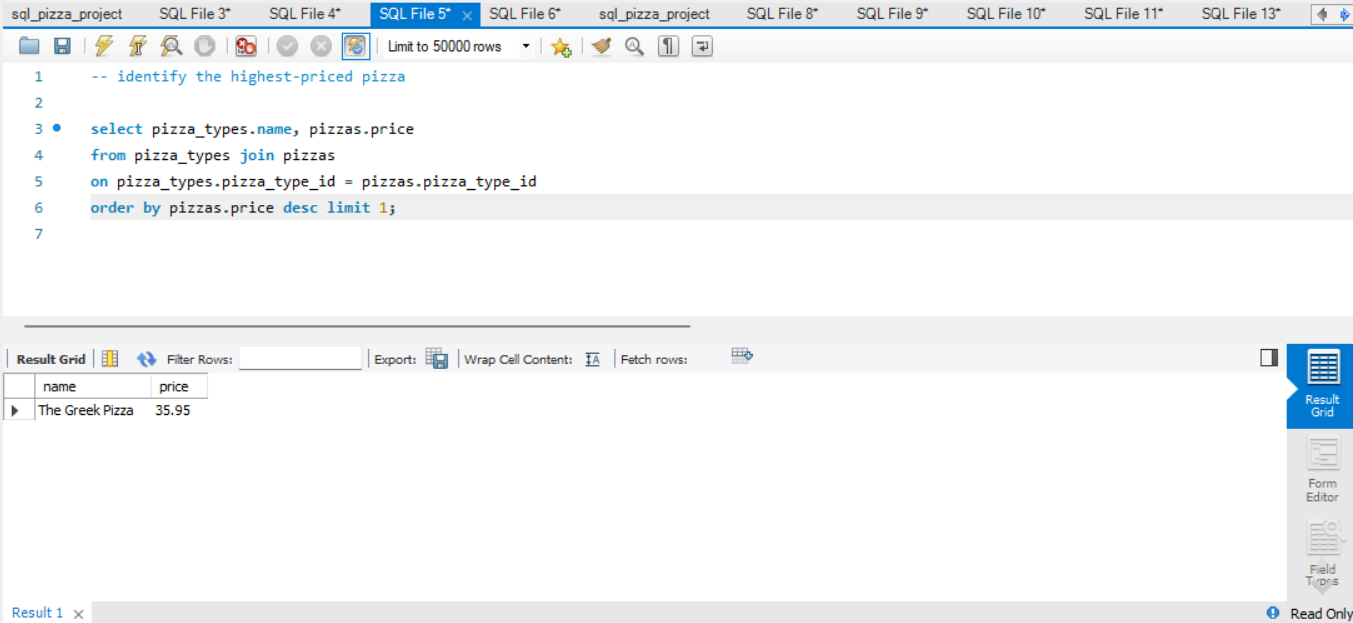 sql_pizza_project SQL File 3* SQL File 4* SQL File 5* SQL File 6* sql_pizza_project SQL File 8* SQL File 9* SQL File 10* SQL File 11* SQL File 13*
Limit to 50000 rows
1 -- identify the highest-priced pizza
2
3 select pizza_types.name, pizzas.price
4 from pizza_types join pizzas
5 on pizza_types.pizza_type_id = pizzas.pizza_type_id
6 order by pizzas.price desc limit 1;
7
Result Grid Filter Rows: Export: Wrap Cell Content: Fetch rows:
name price
The Greek Pizza 35.95
Result
Grid
Form
Editor
Field
Types
Result 1 Read Only